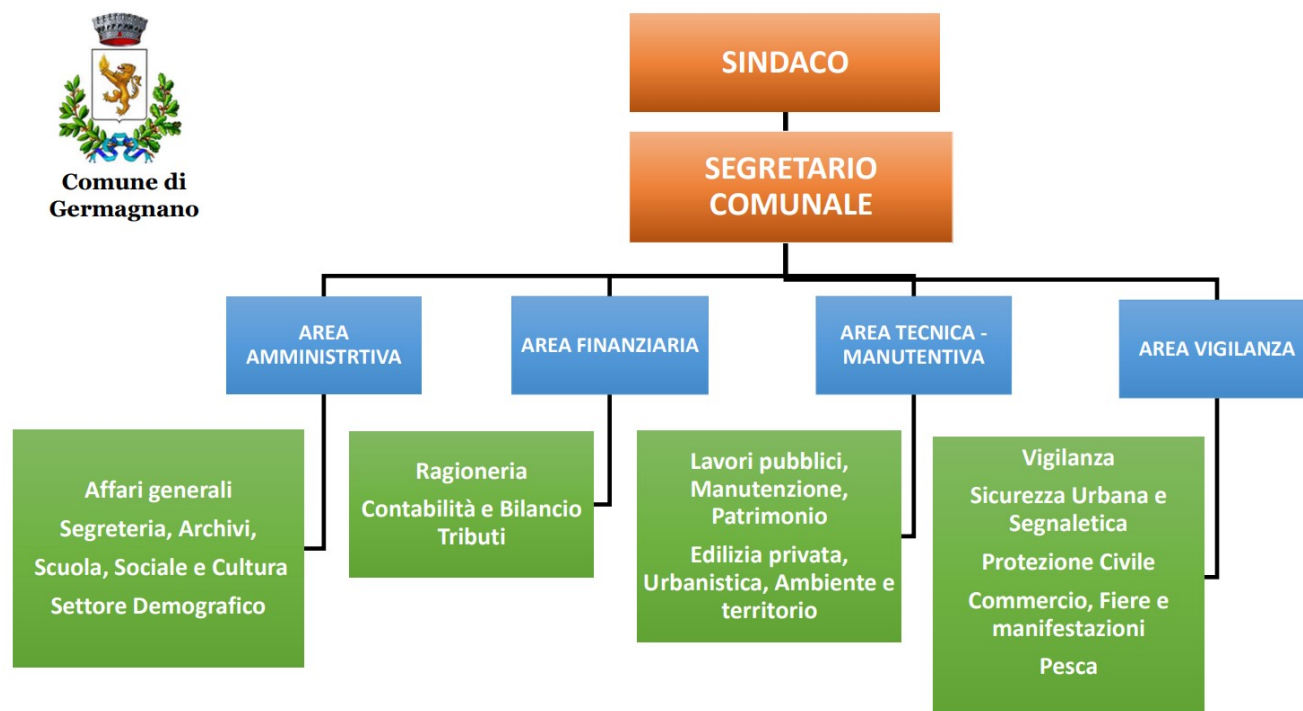 Comune di
Germagnano
SINDACO
SEGRETARIO
COMUNALE
AREA
AMMINISTRTIVA
AREA FINANZIARIA
AREA TECNICA -
MANUTENTIVA
AREA VIGILANZA
Affari generali
Segreteria, Archivi,
Scuola, Sociale e Cultura
Settore Demografico
Ragioneria
Contabilità e Bilancio
Tributi
Lavori pubblici,
Manutenzione,
Patrimonio
Edilizia privata,
Urbanistica, Ambiente e
territorio
Vigilanza
Sicurezza Urbana e
Segnaletica
Protezione Civile
Commercio, Fiere e
manifestazioni
Pesca